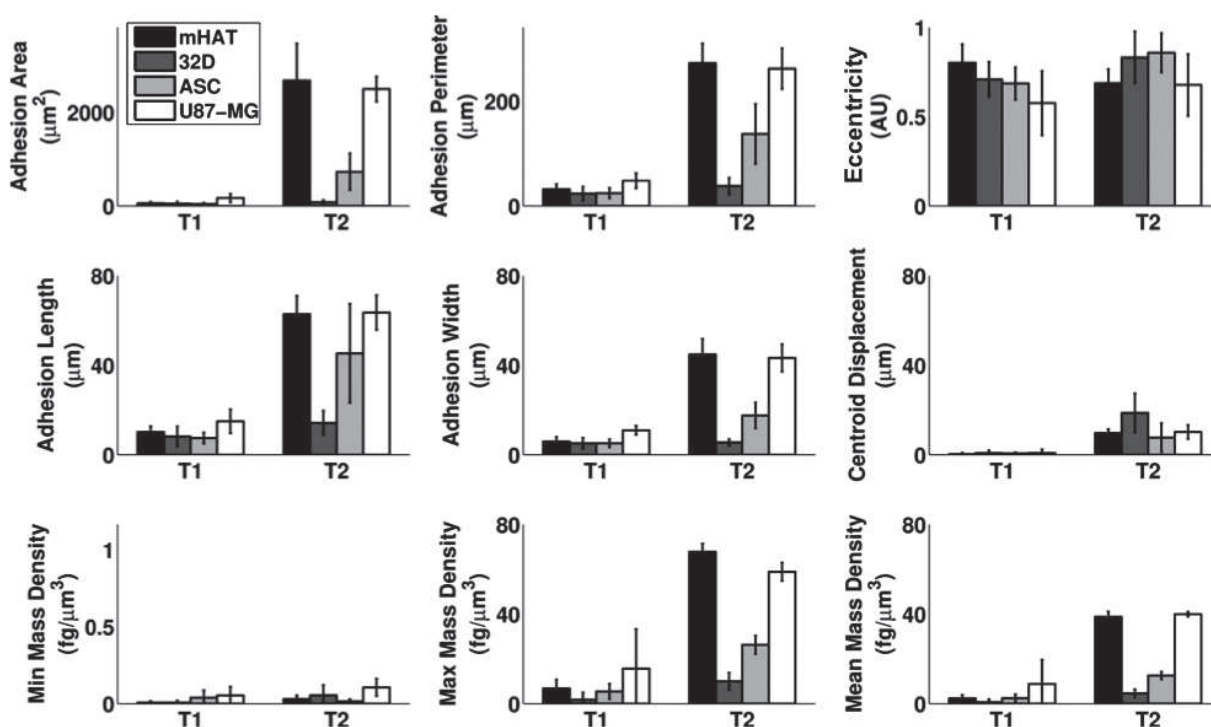 Adhesion Area
(μm²)
2000
0
mHAT
32D
ASC
U87-MG
T1 T2
Adhesion Perimeter
(μm)
200
0
T1 T2
Eccentricity
(AU)
1
0.5
0
T1 T2
Adhesion Length
(μm)
80
40
0
T1 T2
Adhesion Width
(μm)
80
40
0
T1 T2
Centroid Displacement
(μm)
80
40
0
T1 T2
Min Mass Density
(fg/μm³)
1
0.5
0
T1 T2
Max Mass Density
(fg/μm³)
80
40
0
T1 T2
Mean Mass Density
(fg/μm³)
80
40
0
T1 T2